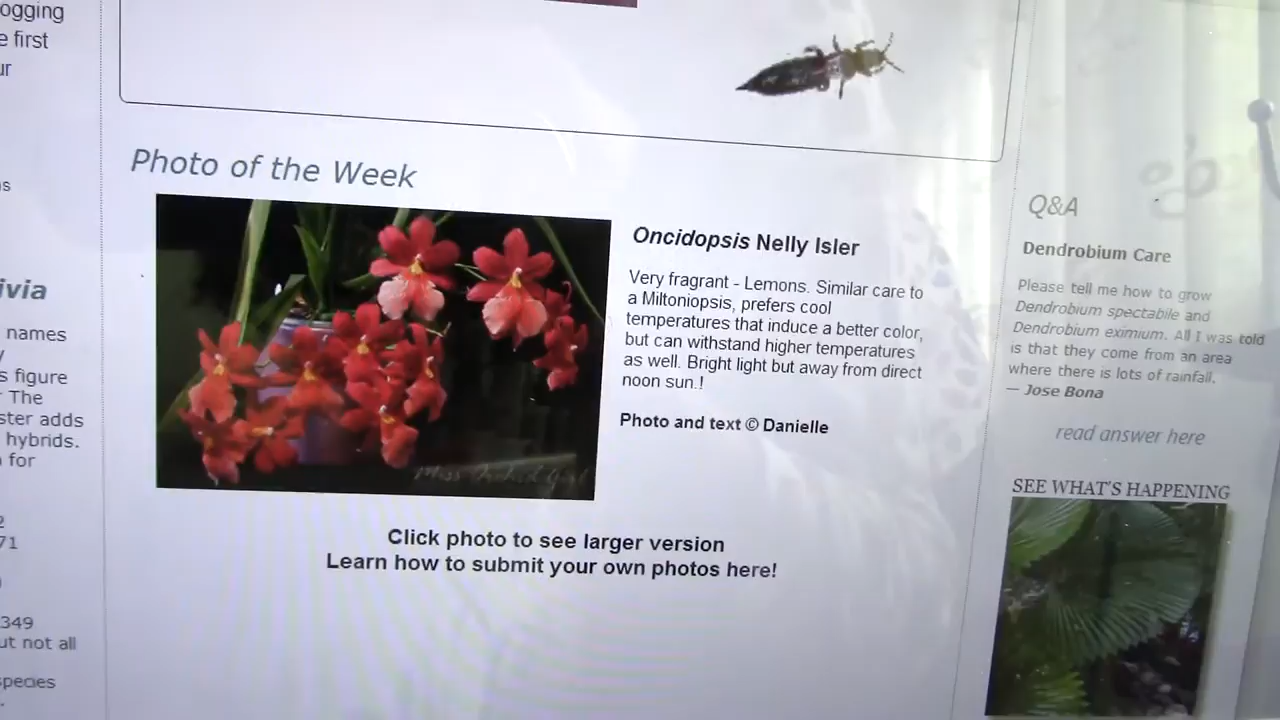 ogging
e first
ur
s
ivia
names
y
s figure
The
ster adds
hybrids.
for
71
349
ut not all
species
Photo of the Week
Miss Orchid Girl
Oncidopsis Nelly Isler
Very fragrant - Lemons. Similar care to
a Miltoniopsis, prefers cool
temperatures that induce a better color,
but can withstand higher temperatures
as well. Bright light but away from direct
noon sun.!
Photo and text © Danielle
Click photo to see larger version
Learn how to submit your own photos here!
Q&A
Dendrobium Care
Please tell me how to grow
Dendrobium spectabile and
Dendrobium eximium. All I was told
is that they come from an area
where there is lots of rainfall.
— Jose Bona
read answer here
SEE WHAT'S HAPPENING